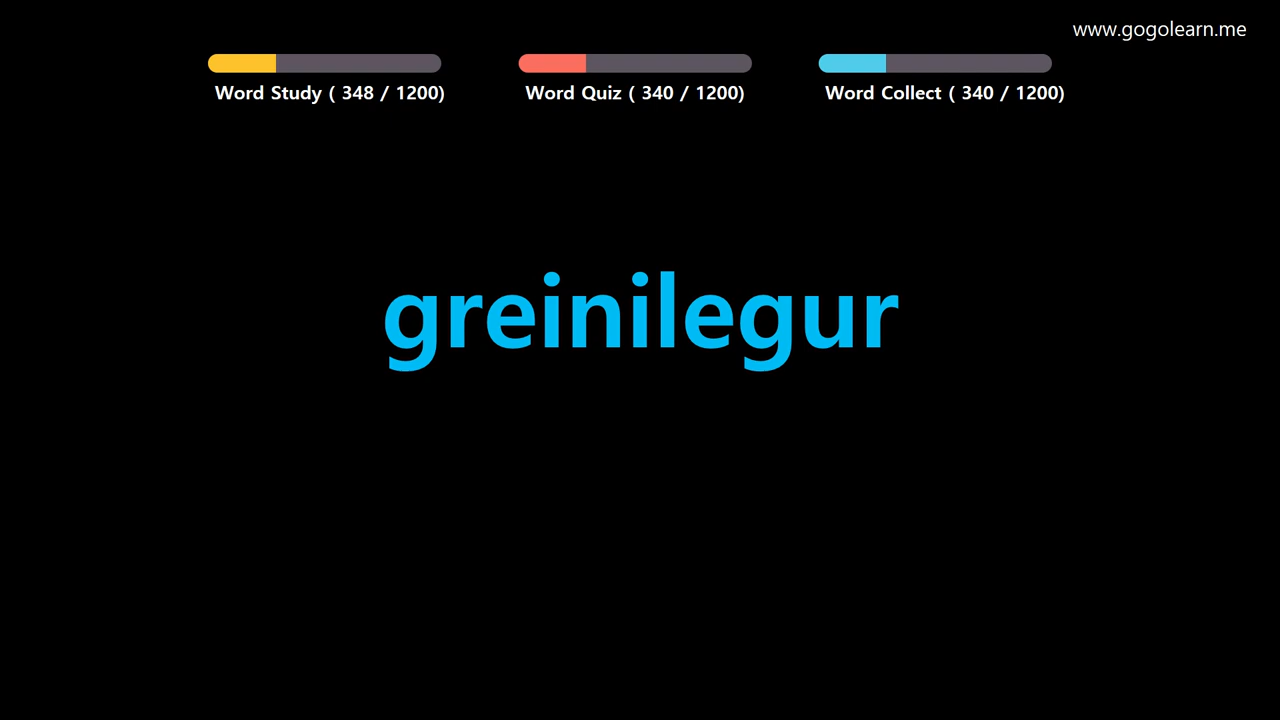 www.gogolearn.me
Word Study ( 348 / 1200)
Word Quiz ( 340 / 1200)
Word Collect ( 340 / 1200)
greinilegur